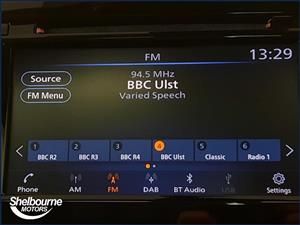 FM 13:29
94.5 MHz
Source
BBC Ulst
FM Menu
Varied Speech
1 2 3 4 5 6
BBC R2 BBC R3 BBC R4 BBC Ulst Classic Radio 1
Phone AM FM DAB BT Audio USB Settings
Shelbourne
MOTORS